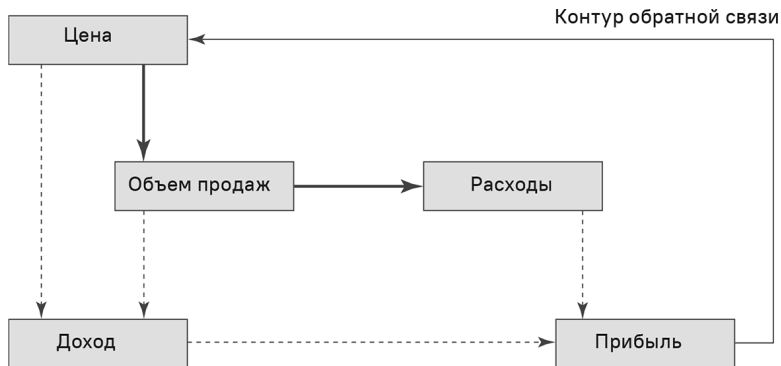 Контур обратной связи
Цена
Объем продаж
Расходы
Доход
Прибыль